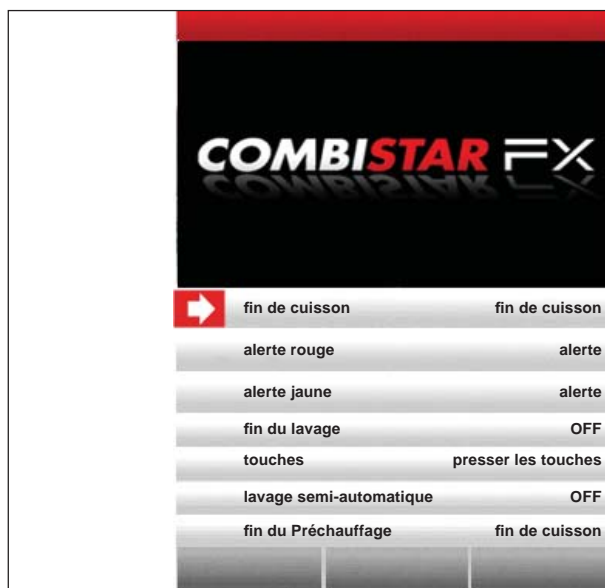 COMBISTAR FX
fin de cuisson fin de cuisson
alerte rouge alerte
alerte jaune alerte
fin du lavage OFF
touches presser les touches
lavage semi-automatique OFF
fin du Préchauffage fin de cuisson